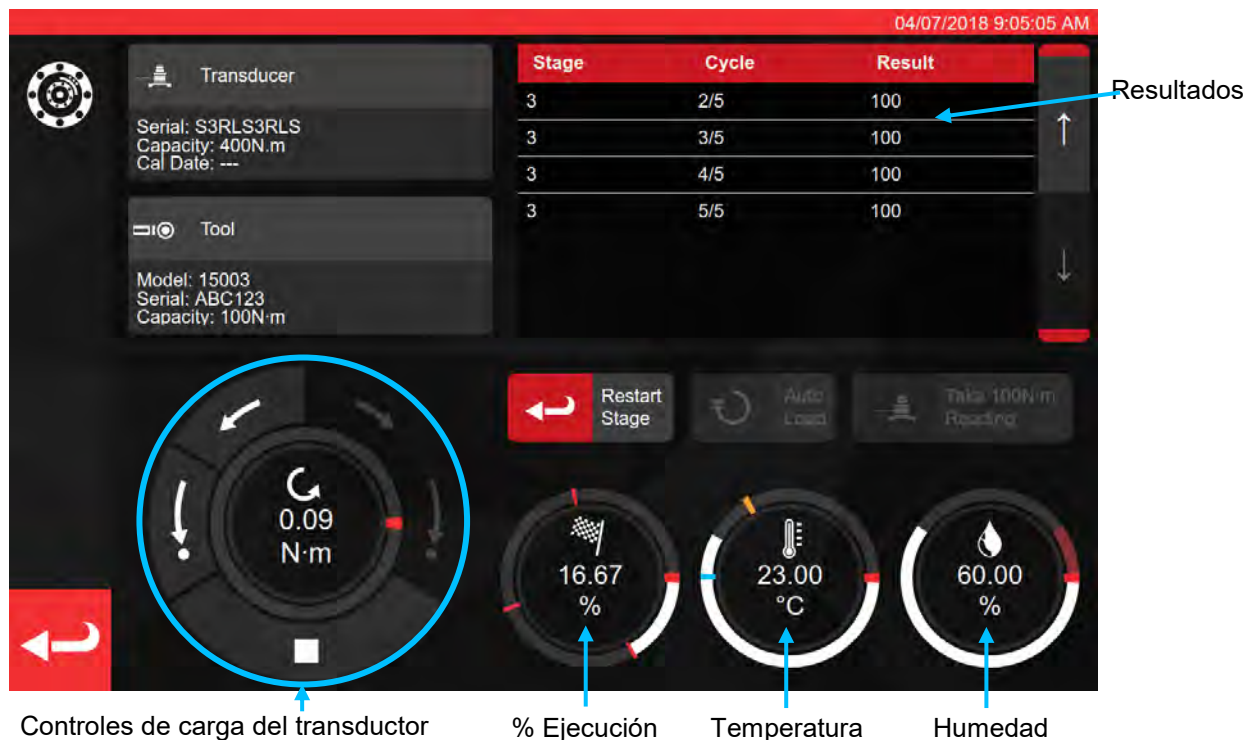 04/07/2018 9:05:05 AM
Transducer
Serial: S3RLS3RLS
Capacity: 400N.m
Cal Date: ---
Tool
Model: 15003
Serial: ABC123
Capacity: 100N·m
Stage Cycle Result
3 2/5 100
3 3/5 100
3 4/5 100
3 5/5 100
Resultados
Restart
Stage
Auto
Load
Take 100N·m
Reading
0.09
N·m
16.67
%
23.00
°C
60.00
%
Controles de carga del transductor
% Ejecución
Temperatura
Humedad